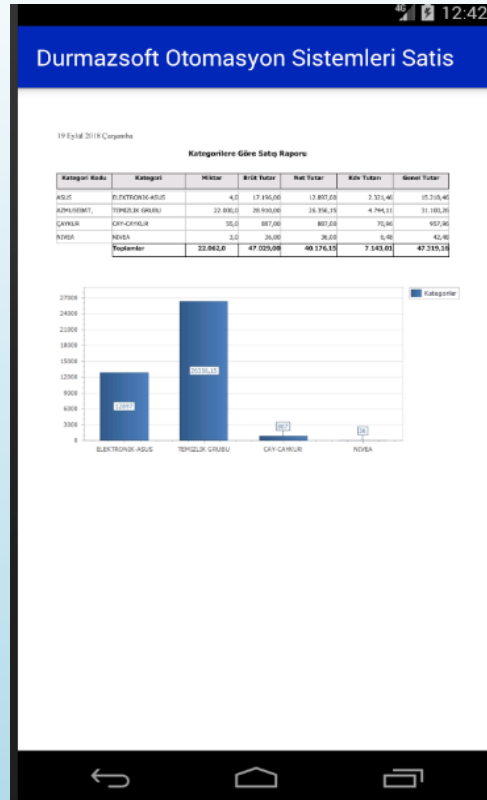 4G 12:42
Durmazsoft Otomasyon Sistemleri Satis
19 Eylül 2018 Çarşamba
Kategorilere Göre Satış Raporu
Kategori Kodu Kategori Miktar Brüt Tutar Net Tutar Kdv Tutarı Genel Tutar
ASUS ELEKTRONIK-ASUS 4,0 17.196,00 12.897,00 2.321,46 15.218,46
TEMIZLIK GRUBU 22.000,0 28.910,00 26.356,15 4.744,11 31.100,26
ÇAYKUR ÇAY-ÇAYKUR 55,0 887,00 887,00 70,96 957,96
NIVEA NIVEA 3,0 36,00 36,00 6,48 42,48
Toplamlar 22.062,0 47.029,00 40.176,15 7.143,01 47.319,16
Kategoriler
27000
24000
21000
18000
15000
12000
9000
6000
3000
0
12897
26356,15
887
36
ELEKTRONIK-ASUS TEMIZLIK GRUBU ÇAY-ÇAYKUR NIVEA